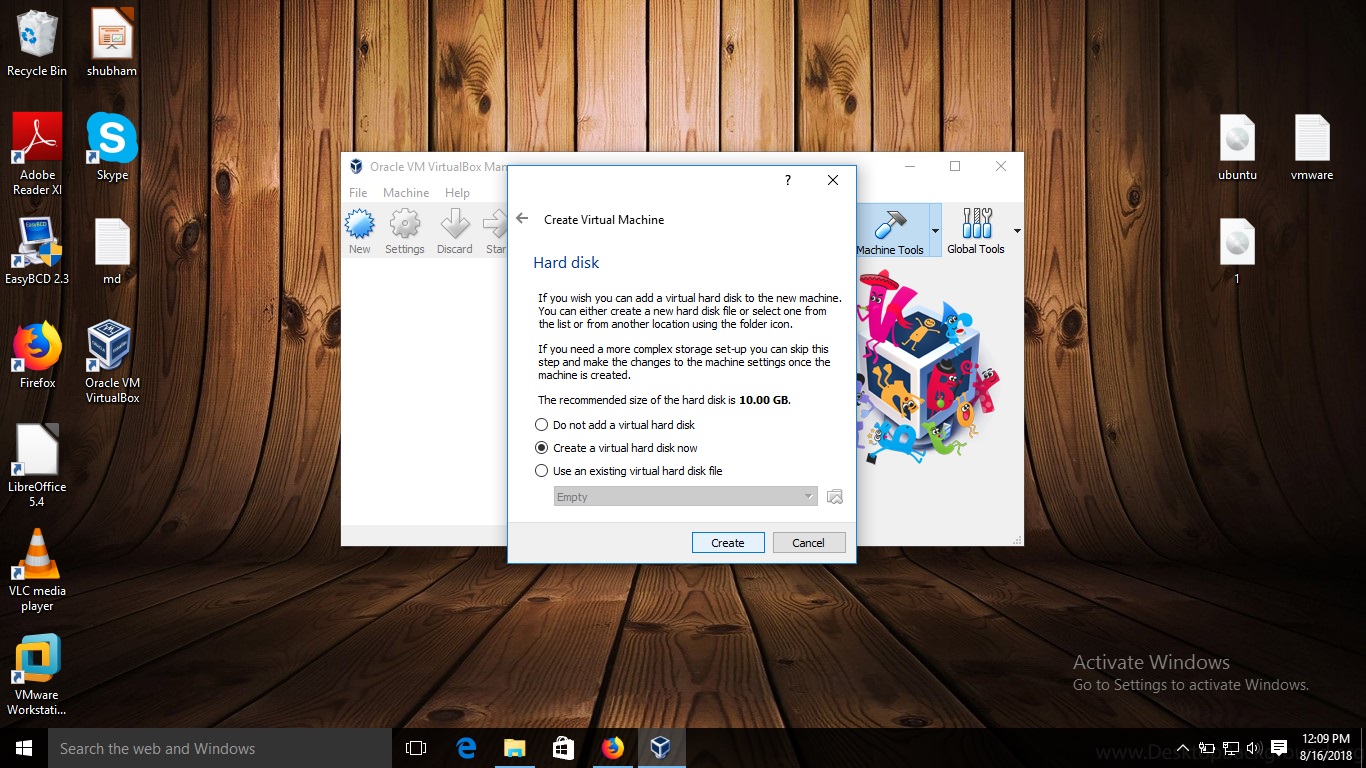 Recycle Bin
shubham
Adobe
Reader XI
Skype
EasyBCD 2.3
md
Firefox
Oracle VM
VirtualBox
LibreOffice
5.4
VLC media
player
VMware
Workstati...
ubuntu
vmware
1
Oracle VM VirtualBox Man
File Machine Help
New Settings Discard Star
Machine Tools Global Tools
?
Create Virtual Machine
Hard disk
If you wish you can add a virtual hard disk to the new machine.
You can either create a new hard disk file or select one from
the list or from another location using the folder icon.
If you need a more complex storage set-up you can skip this
step and make the changes to the machine settings once the
machine is created.
The recommended size of the hard disk is 10.00 GB.
Do not add a virtual hard disk
Create a virtual hard disk now
Use an existing virtual hard disk file
Empty
Create Cancel
Activate Windows
Go to Settings to activate Windows.
Search the web and Windows
12:09 PM
8/16/2018